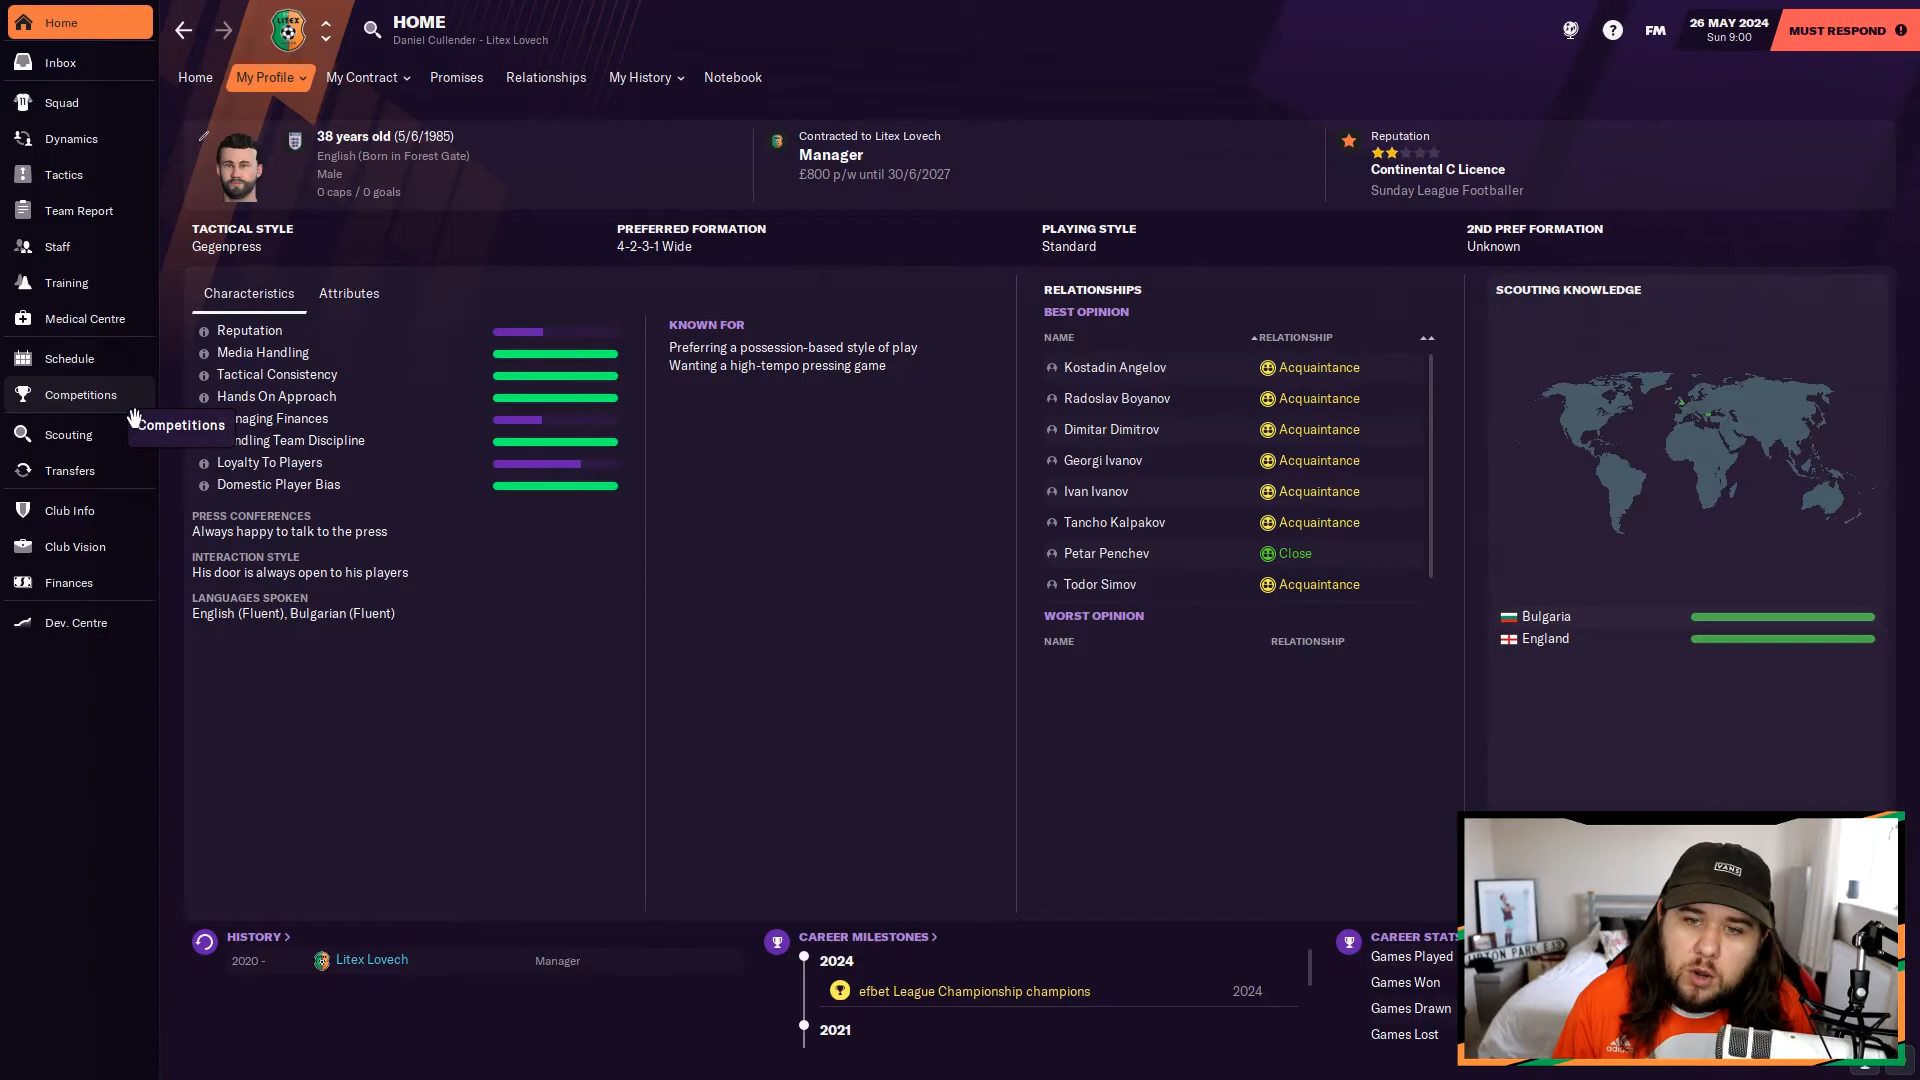 Home
Inbox
Squad
Dynamics
Tactics
Team Report
Staff
Training
Medical Centre
Schedule
Competitions
Competitions
Scouting
Transfers
Club Info
Club Vision
Finances
Dev. Centre
LITEX
HOME
Daniel Cullender - Litex Lovech
?
FM
26 MAY 2024
Sun 9:00
MUST RESPOND
Home
My Profile
My Contract
Promises
Relationships
My History
Notebook
38 years old (5/6/1985)
English (Born in Forest Gate)
Male
0 caps / 0 goals
Contracted to Litex Lovech
Manager
£800 p/w until 30/6/2027
Reputation
Continental C Licence
Sunday League Footballer
TACTICAL STYLE
Gegenpress
PREFERRED FORMATION
4-2-3-1 Wide
PLAYING STYLE
Standard
2ND PREF FORMATION
Unknown
Characteristics
Attributes
Reputation
Media Handling
Tactical Consistency
Hands On Approach
naging Finances
ndling Team Discipline
Loyalty To Players
Domestic Player Bias
PRESS CONFERENCES
Always happy to talk to the press
INTERACTION STYLE
His door is always open to his players
LANGUAGES SPOKEN
English (Fluent), Bulgarian (Fluent)
KNOWN FOR
Preferring a possession-based style of play
Wanting a high-tempo pressing game
RELATIONSHIPS
BEST OPINION
NAME RELATIONSHIP
Kostadin Angelov Acquaintance
Radoslav Boyanov Acquaintance
Dimitar Dimitrov Acquaintance
Georgi Ivanov Acquaintance
Ivan Ivanov Acquaintance
Tancho Kalpakov Acquaintance
Petar Penchev Close
Todor Simov Acquaintance
WORST OPINION
NAME RELATIONSHIP
SCOUTING KNOWLEDGE
Bulgaria
England
HISTORY >
2020 - Litex Lovech Manager
CAREER MILESTONES >
2024
efbet League Championship champions 2024
2021
CAREER STATS
Games Played
Games Won
Games Drawn
Games Lost
VANS
adidas